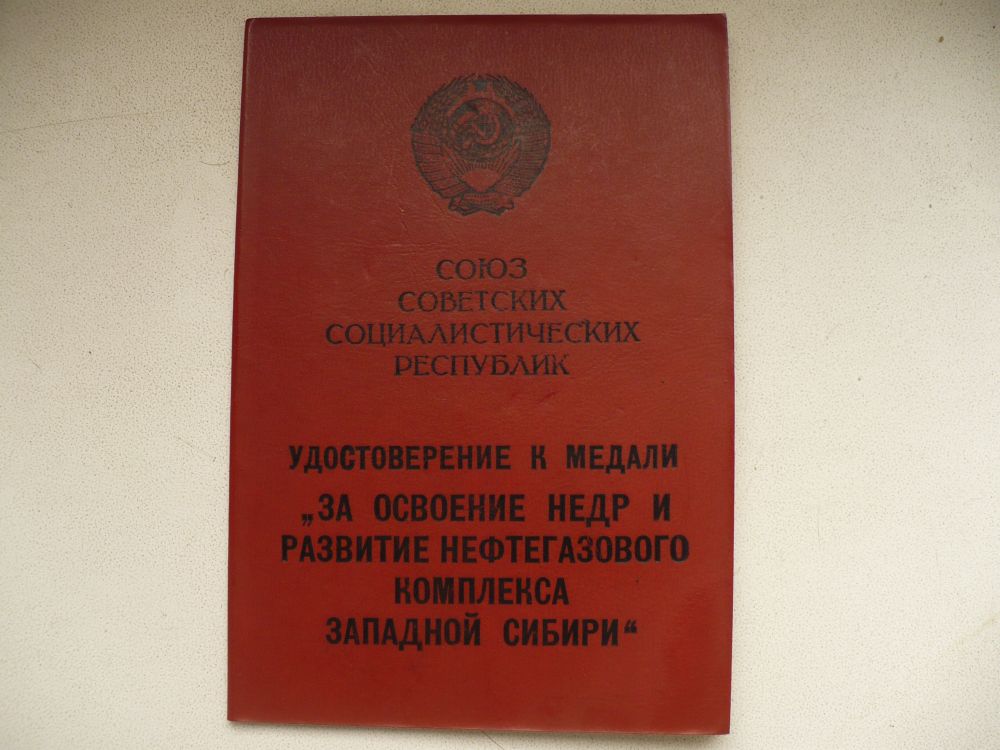 СОЮЗ
СОВЕТСКИХ
СОЦИАЛИСТИЧЕСКИХ
РЕСПУБЛИК
УДОСТОВЕРЕНИЕ К МЕДАЛИ
„ЗА ОСВОЕНИЕ НЕДР И
РАЗВИТИЕ НЕФТЕГАЗОВОГО
КОМПЛЕКСА
ЗАПАДНОЙ СИБИРИ“